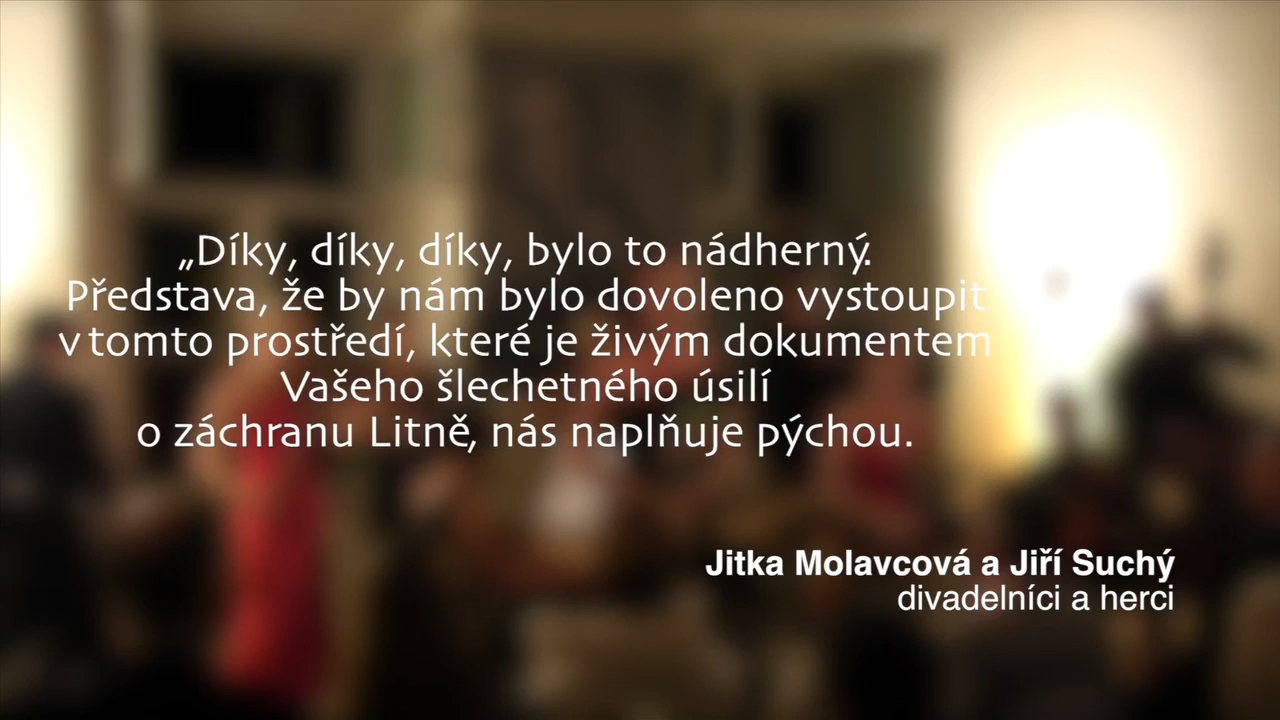 „Díky, díky, díky, bylo to nádherný.
Představa, že by nám bylo dovoleno vystoupit
v tomto prostředí, které je živým dokumentem
Vašeho šlechetného úsilí
o záchranu Litně, nás naplňuje pýchou.
Jitka Molavcová a Jiří Suchý
divadelníci a herci